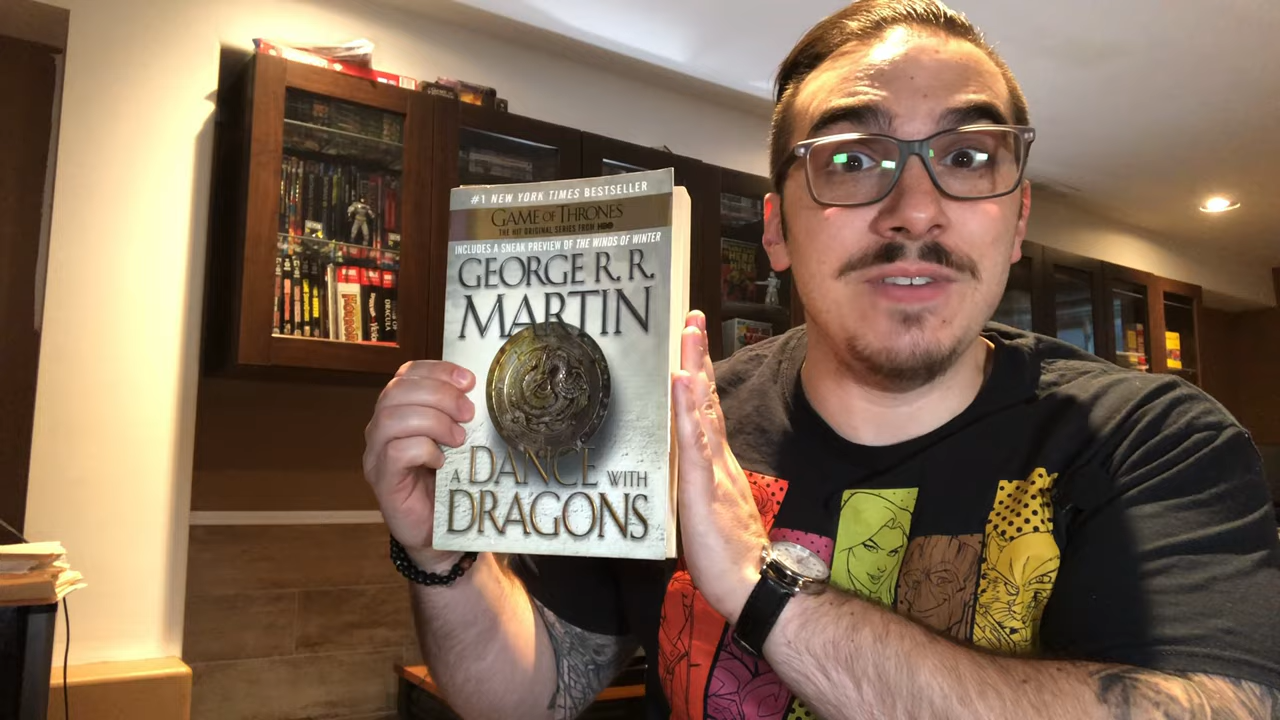 #1 NEW YORK TIMES BESTSELLER
GAME OF THRONES
THE HIT ORIGINAL SERIES FROM HBO
INCLUDES A SNEAK PREVIEW OF THE WINDS OF WINTER
GEORGE R. R.
MARTIN
A DANCE WITH
DRAGONS
DRACULA